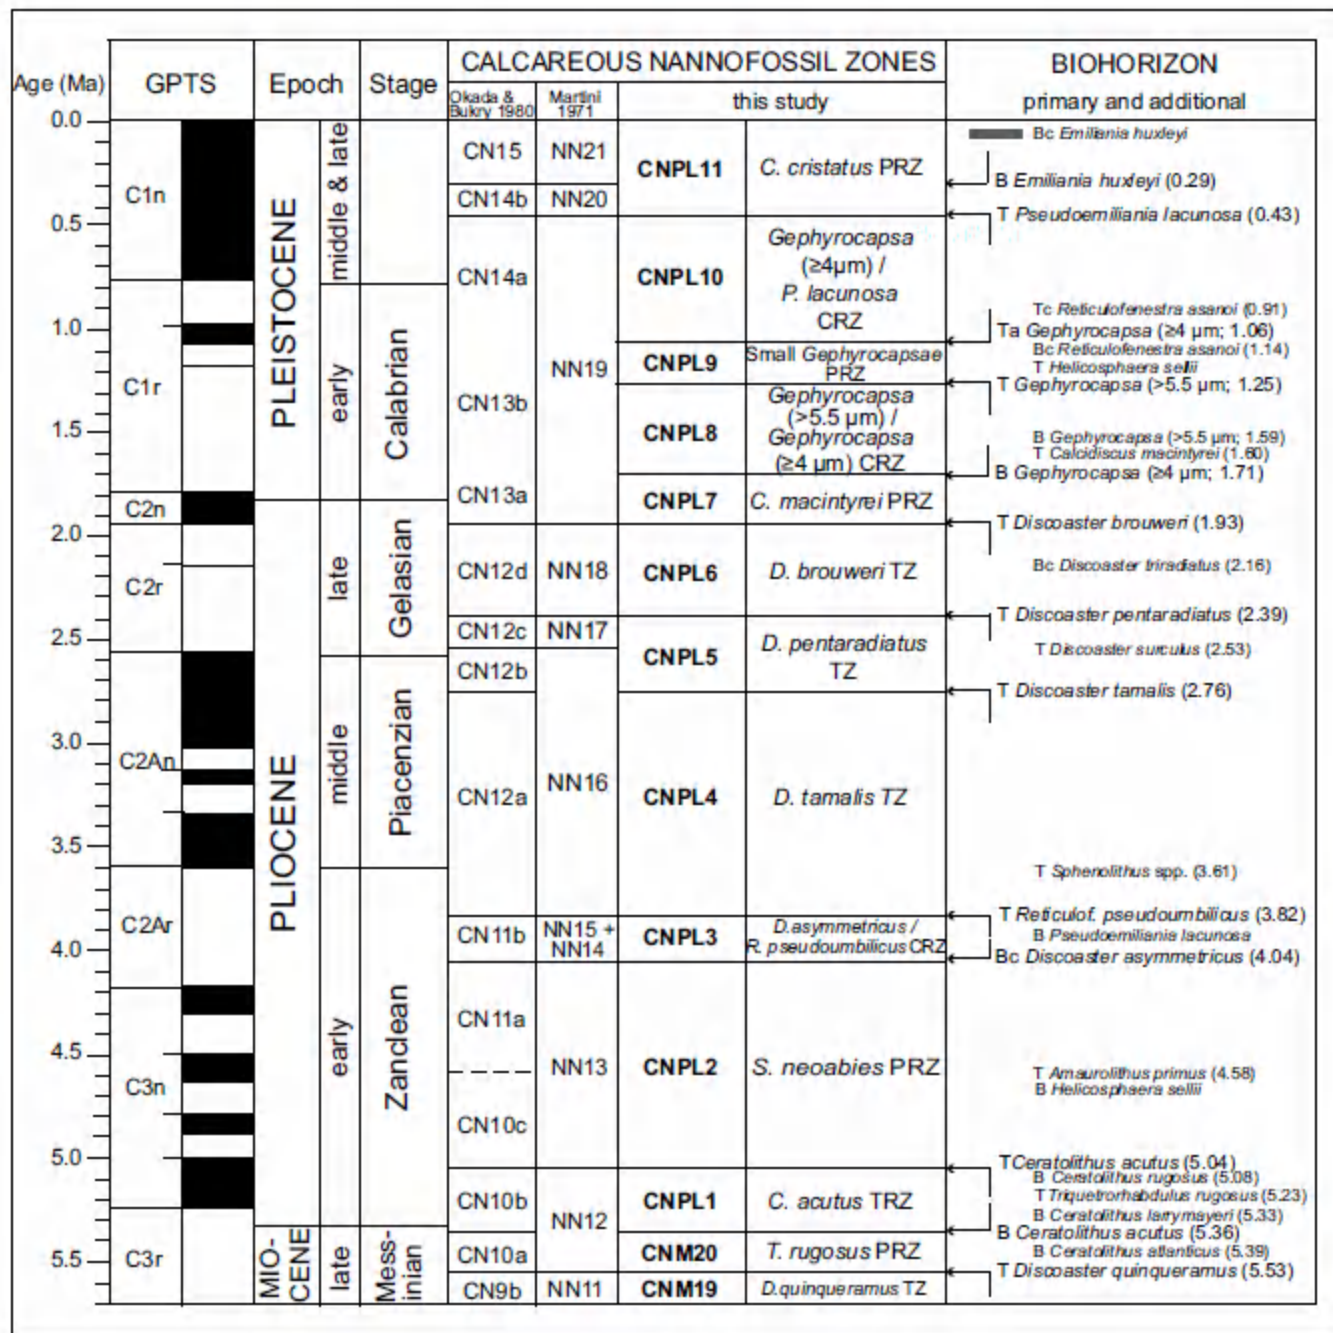 Age (Ma)
GPTS
Epoch
Stage
CALCAREOUS NANNOFOSSIL ZONES
Okada &
Bukry 1980
Martini
1971
this study
BIOHORIZON
primary and additional
0.0
0.5
1.0
1.5
2.0
2.5
3.0
3.5
4.0
4.5
5.0
5.5
C1n
C1r
C2n
C2r
C2An
C2Ar
C3n
C3r
PLEISTOCENE
PLIOCENE
MIO-
CENE
middle & late
early
late
middle
early
late
Calabrian
Gelasian
Piacenzian
Zanclean
Mess-
inian
CN15
CN14b
CN14a
CN13b
CN13a
CN12d
CN12c
CN12b
CN12a
CN11b
CN11a
CN10c
CN10b
CN10a
CN9b
NN21
NN20
NN19
NN18
NN17
NN16
NN15 +
NN14
NN13
NN12
NN11
CNPL11
CNPL10
CNPL9
CNPL8
CNPL7
CNPL6
CNPL5
CNPL4
CNPL3
CNPL2
CNPL1
CNM20
CNM19
C. cristatus PRZ
Gephyrocapsa
(≥4μm) /
P. lacunosa
CRZ
Small Gephyrocapsae
PRZ
Gephyrocapsa
(>5.5 μm) /
Gephyrocapsa
(≥4 μm) CRZ
C. macintyrei PRZ
D. brouweri TZ
D. pentaradiatus
TZ
D. tamalis TZ
D.asymmetricus /
R. pseudoumbilicus CRZ
S. neoabies PRZ
C. acutus TRZ
T. rugosus PRZ
D.quinqueramus TZ
Bc Emiliania huxleyi
B Emiliania huxleyi (0.29)
T Pseudoemiliania lacunosa (0.43)
Tc Reticulofenestra asanoi (0.91)
Ta Gephyrocapsa (≥4 μm; 1.06)
Bc Reticulofenestra asanoi (1.14)
T Helicosphaera sellii
T Gephyrocapsa (>5.5 μm; 1.25)
B Gephyrocapsa (>5.5 μm; 1.59)
T Calcidiscus macintyrei (1.60)
B Gephyrocapsa (≥4 μm; 1.71)
T Discoaster brouweri (1.93)
Bc Discoaster triradiatus (2.16)
T Discoaster pentaradiatus (2.39)
T Discoaster surculus (2.53)
T Discoaster tamalis (2.76)
T Sphenolithus spp. (3.61)
T Reticulof. pseudoumbilicus (3.82)
B Pseudoemiliania lacunosa
Bc Discoaster asymmetricus (4.04)
T Amaurolithus primus (4.58)
B Helicosphaera sellii
T Ceratolithus acutus (5.04)
B Ceratolithus rugosus (5.08)
T Triquetrorhabdulus rugosus (5.23)
B Ceratolithus larrymayeri (5.33)
B Ceratolithus acutus (5.36)
B Ceratolithus atlanticus (5.39)
T Discoaster quinqueramus (5.53)